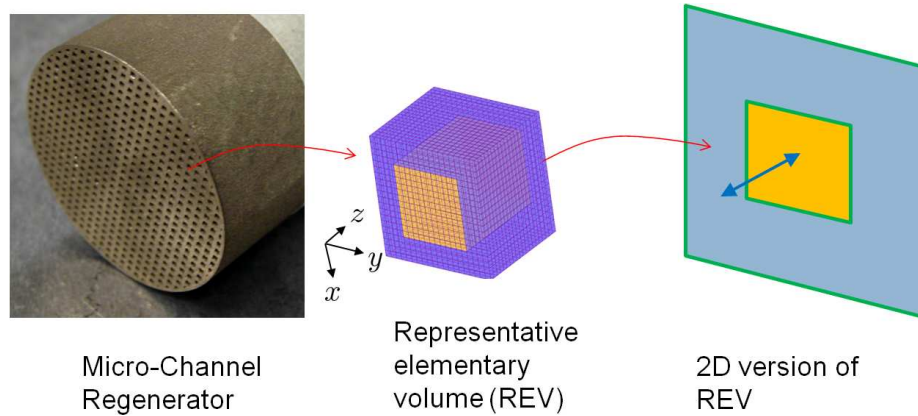 z
y
x
Micro-Channel
Regenerator
Representative
elementary
volume (REV)
2D version of
REV